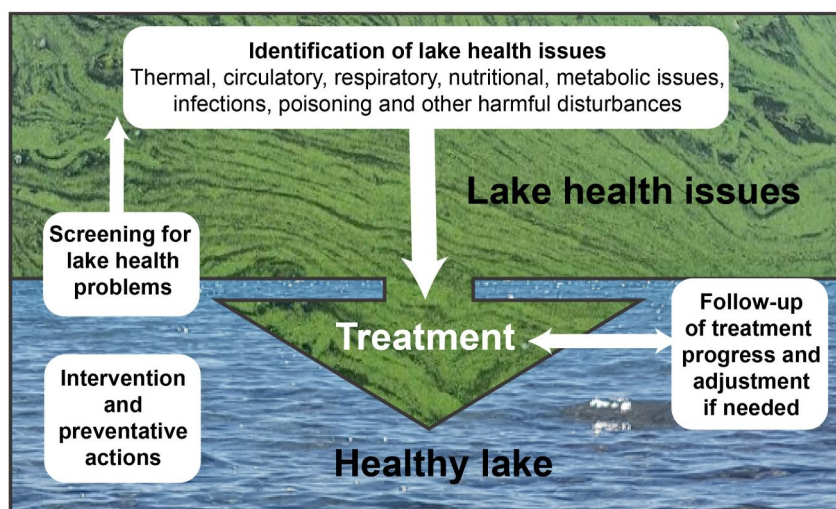 Identification of lake health issues
Thermal, circulatory, respiratory, nutritional, metabolic issues,
infections, poisoning and other harmful disturbances
Lake health issues
Screening for
lake health
problems
Treatment
Follow-up
of treatment
progress and
adjustment
if needed
Intervention
and
preventative
actions
Healthy lake